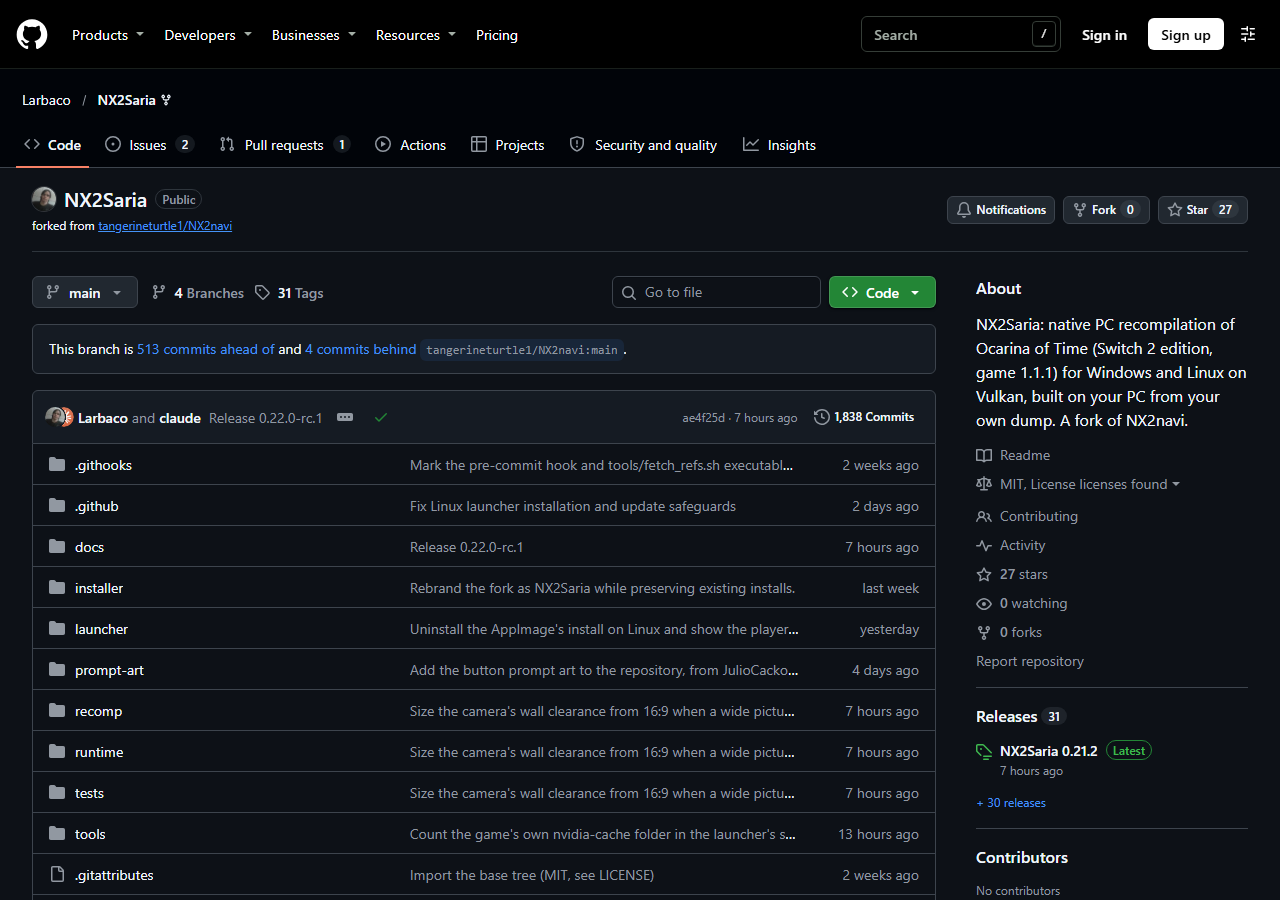 Products Developers Businesses Resources Pricing Search / Sign in Sign up
Larbaco / NX2Saria
Code Issues 2 Pull requests 1 Actions Projects Security and quality Insights
NX2Saria Public
forked from tangerineturtle1/NX2navi
Notifications Fork 0 Star 27
main 4 Branches 31 Tags Go to file Code
This branch is 513 commits ahead of and 4 commits behind tangerineturtle1/NX2navi:main .
Larbaco and claude Release 0.22.0-rc.1 ae4f25d · 7 hours ago 1,838 Commits
.githooks Mark the pre-commit hook and tools/fetch_refs.sh executabl... 2 weeks ago
.github Fix Linux launcher installation and update safeguards 2 days ago
docs Release 0.22.0-rc.1 7 hours ago
installer Rebrand the fork as NX2Saria while preserving existing installs. last week
launcher Uninstall the AppImage's install on Linux and show the player... yesterday
prompt-art Add the button prompt art to the repository, from JulioCacko... 4 days ago
recomp Size the camera's wall clearance from 16:9 when a wide pictu... 7 hours ago
runtime Size the camera's wall clearance from 16:9 when a wide pictu... 7 hours ago
tests Size the camera's wall clearance from 16:9 when a wide pictu... 7 hours ago
tools Count the game's own nvidia-cache folder in the launcher's s... 13 hours ago
.gitattributes Import the base tree (MIT, see LICENSE) 2 weeks ago
About
NX2Saria: native PC recompilation of
Ocarina of Time (Switch 2 edition,
game 1.1.1) for Windows and Linux on
Vulkan, built on your PC from your
own dump. A fork of NX2navi.
Readme
MIT, License licenses found
Contributing
Activity
27 stars
0 watching
0 forks
Report repository
Releases 31
NX2Saria 0.21.2 Latest
7 hours ago
+ 30 releases
Contributors
No contributors